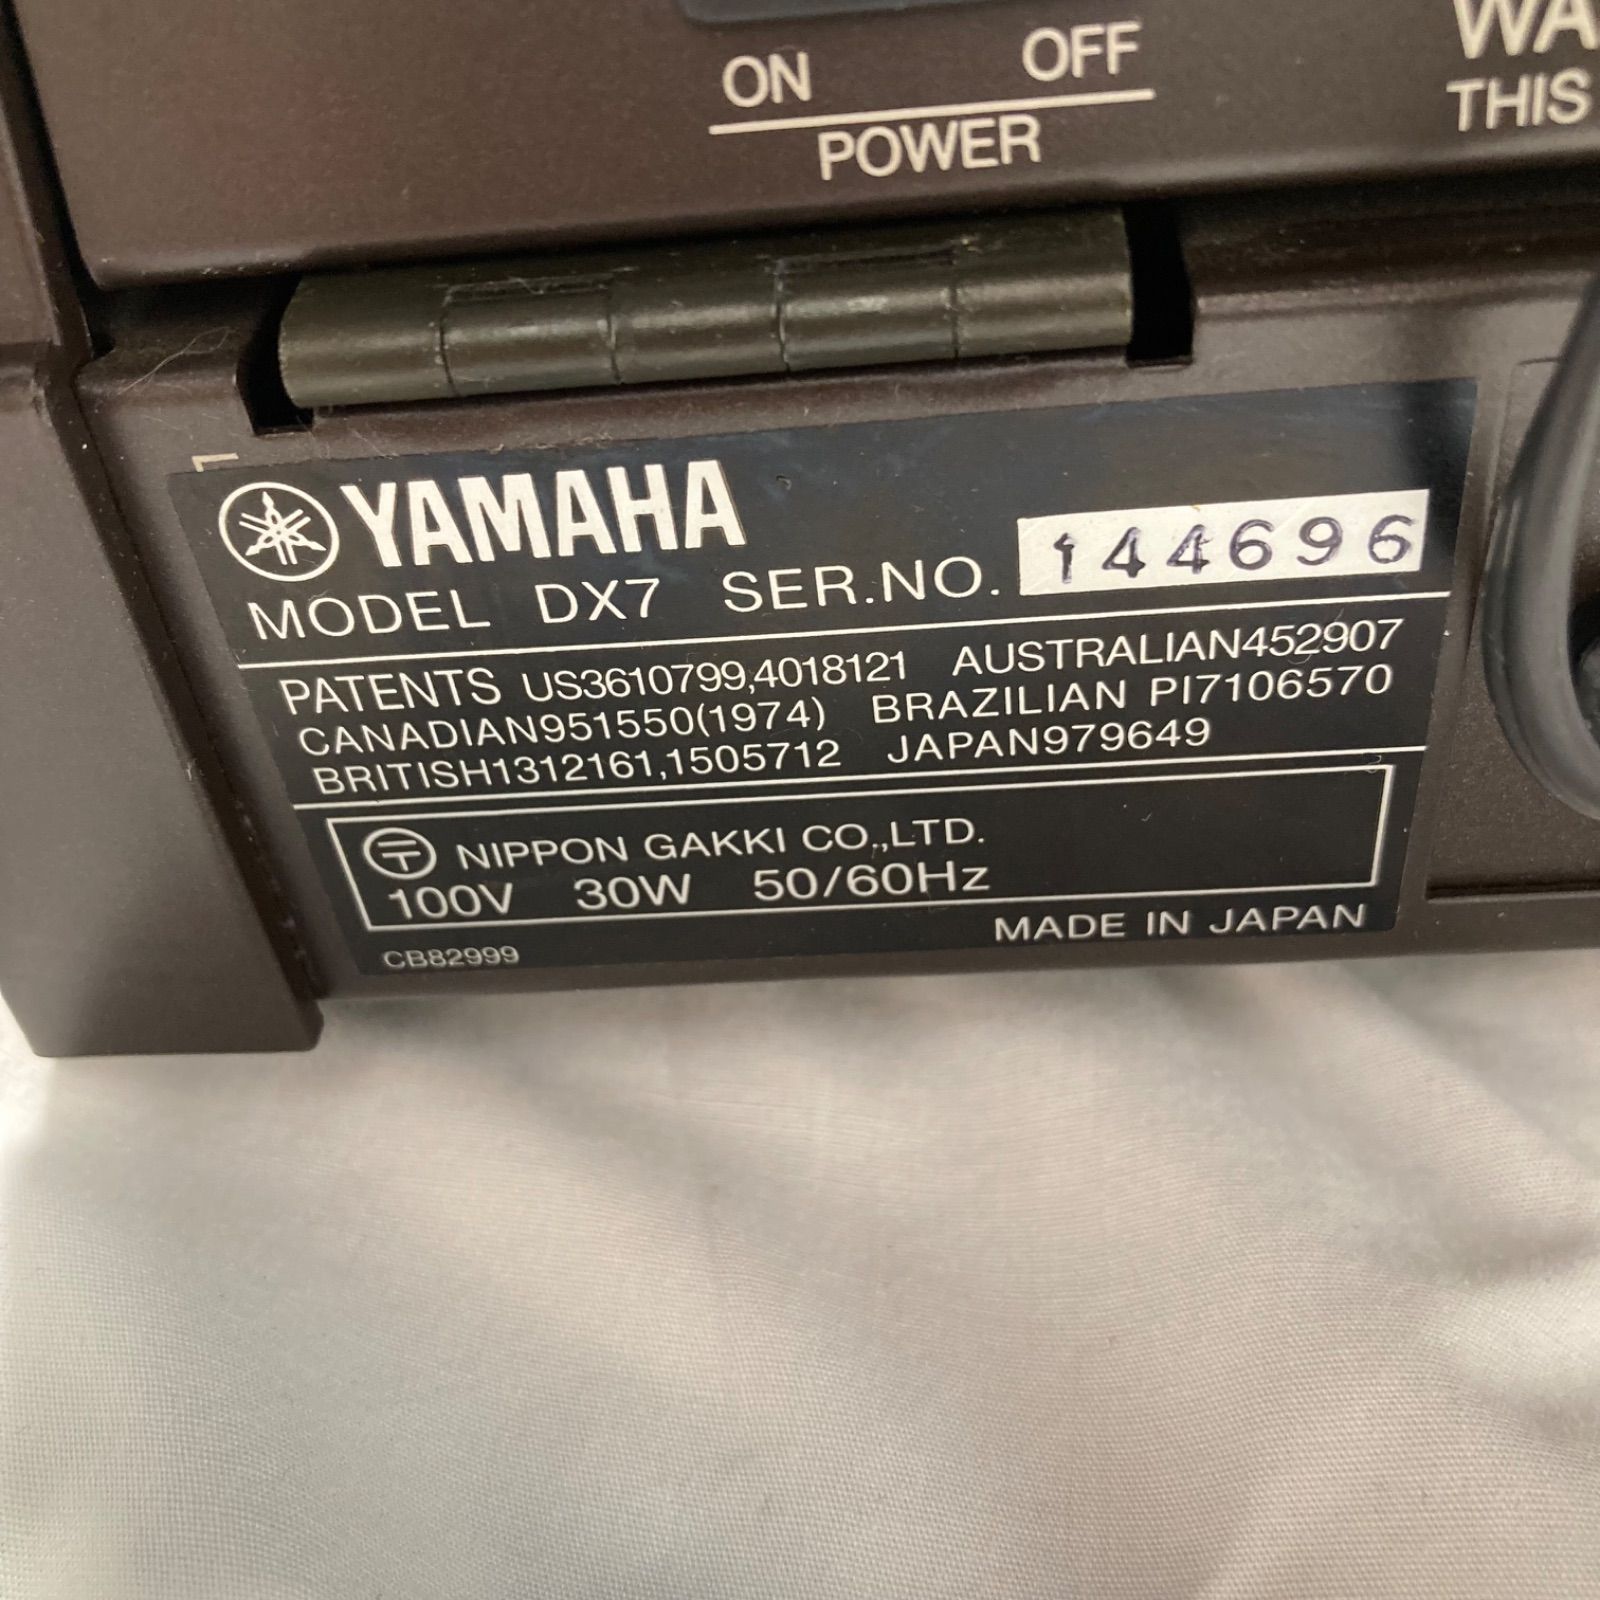 ON OFF
POWER
WA
THIS
YAMAHA
MODEL DX7 SER.NO. 144696
PATENTS US3610799,4018121 AUSTRALIAN452907
CANADIAN951550(1974) BRAZILIAN PI7106570
BRITISH1312161,1505712 JAPAN979649
NIPPON GAKKI CO.,LTD.
100V 30W 50/60Hz
MADE IN JAPAN
CB82999